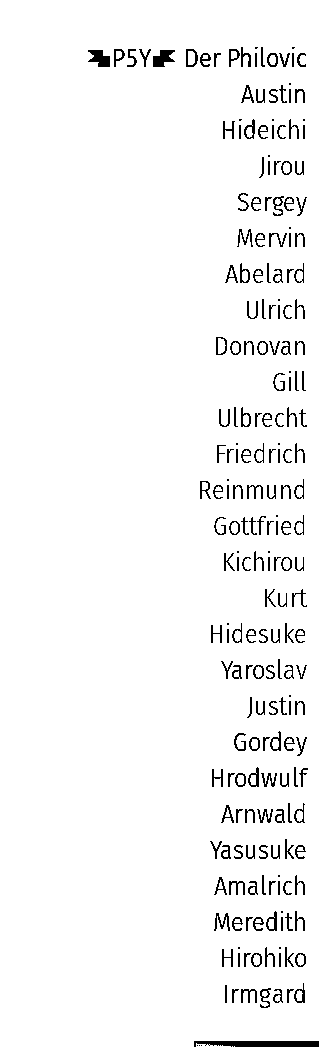 P5Y Der Philovic
Austin
Hideichi
Jirou
Sergey
Mervin
Abelard
Ulrich
Donovan
Gill
Ulbrecht
Friedrich
Reinmund
Gottfried
Kichirou
Kurt
Hidesuke
Yaroslav
Justin
Gordey
Hrodwulf
Arnwald
Yasusuke
Amalrich
Meredith
Hirohiko
Irmgard